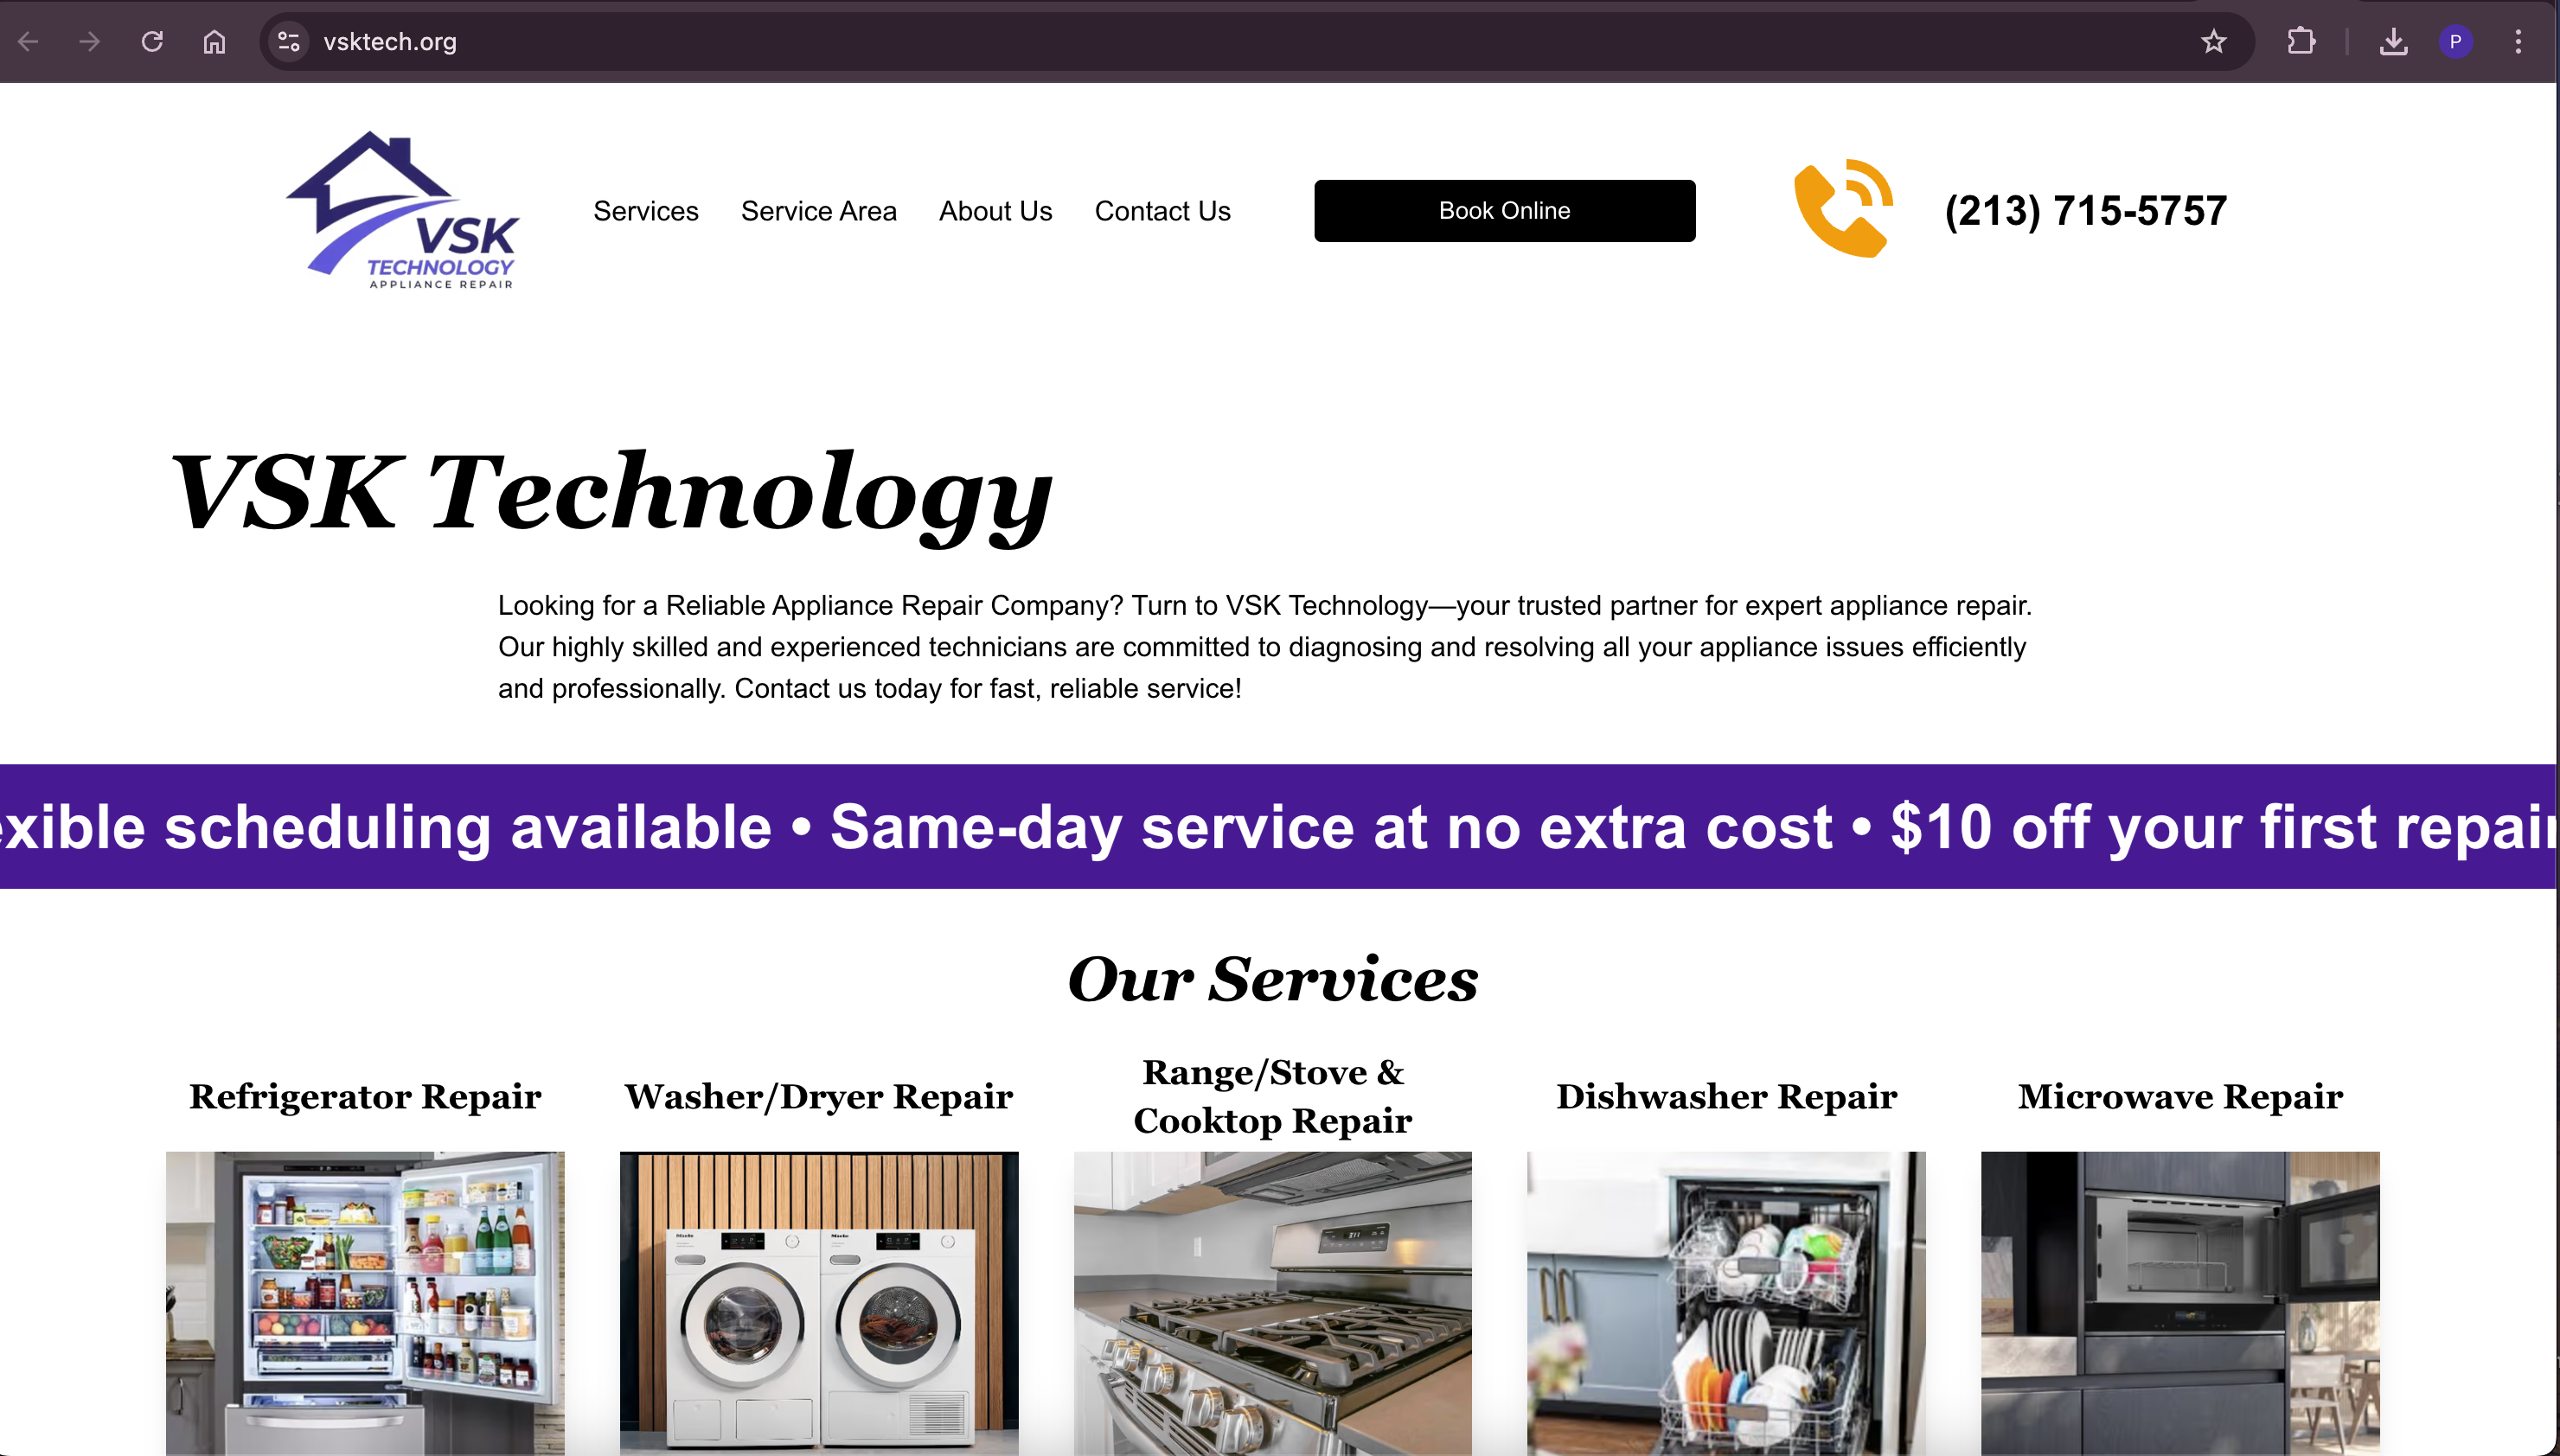 vsktech.org
P
VSK
TECHNOLOGY
APPLIANCE REPAIR
Services
Service Area
About Us
Contact Us
Book Online
(213) 715-5757
VSK Technology
Looking for a Reliable Appliance Repair Company? Turn to VSK Technology—your trusted partner for expert appliance repair.
Our highly skilled and experienced technicians are committed to diagnosing and resolving all your appliance issues efficiently
and professionally. Contact us today for fast, reliable service!
exible scheduling available • Same-day service at no extra cost • $10 off your first repair
Our Services
Refrigerator Repair
Washer/Dryer Repair
Range/Stove &
Cooktop Repair
Dishwasher Repair
Microwave Repair
Miele
Miele